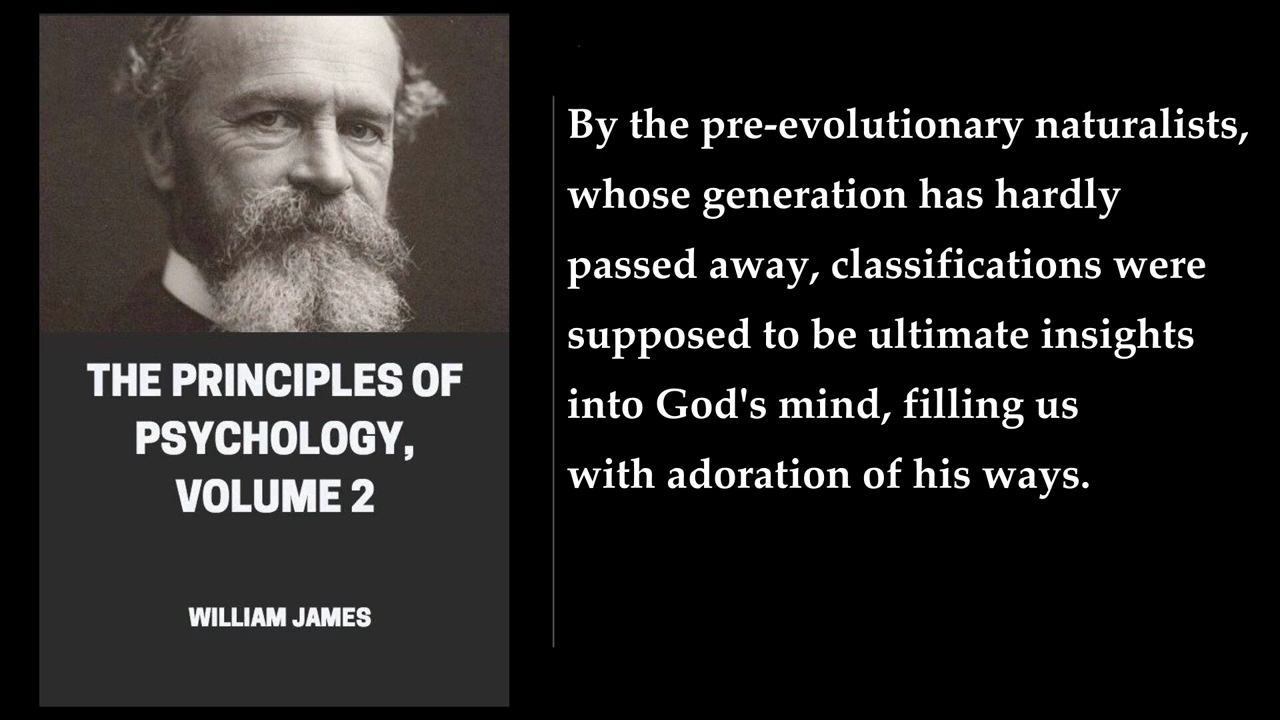 THE PRINCIPLES OF
PSYCHOLOGY,
VOLUME 2
WILLIAM JAMES
By the pre-evolutionary naturalists,
whose generation has hardly
passed away, classifications were
supposed to be ultimate insights
into God's mind, filling us
with adoration of his ways.